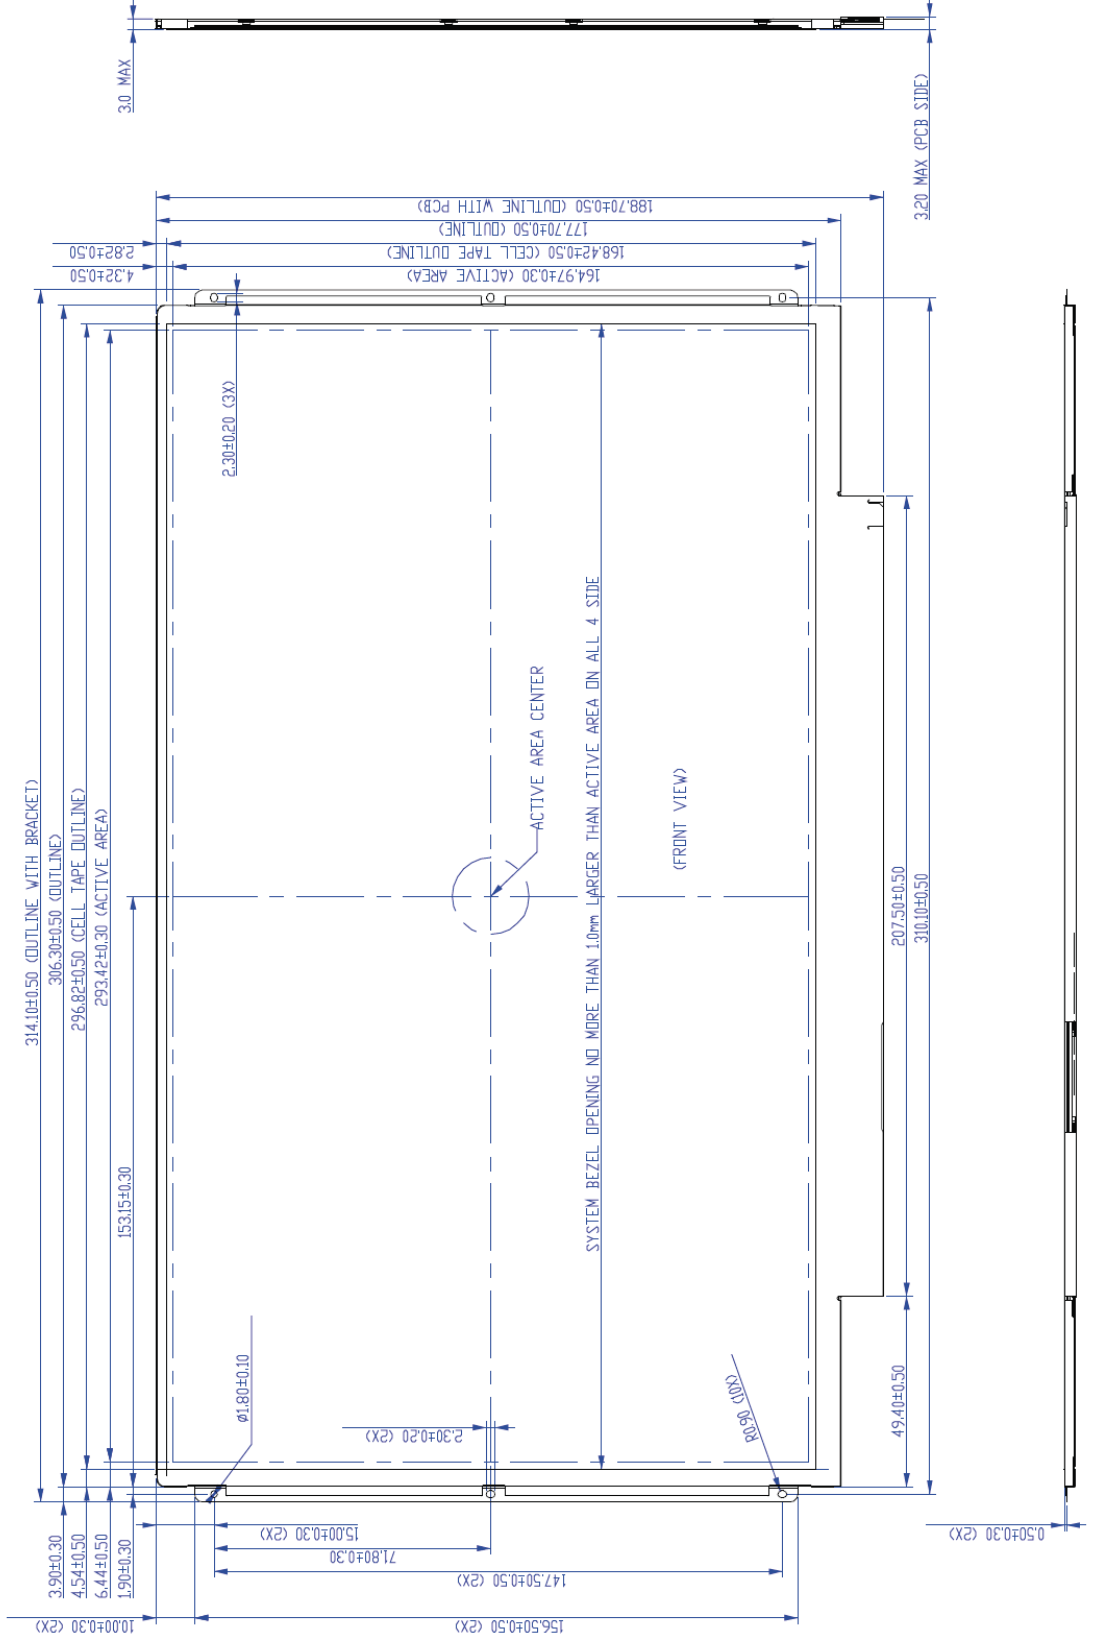 3.0 MAX
3.20 MAX (PCB SIDE)
188.70±0.50 (OUTLINE WITH PCB)
177.70±0.50 (OUTLINE)
168.42±0.50 (CELL TAPE OUTLINE)
164.97±0.30 (ACTIVE AREA)
2.82±0.50
4.32±0.50
2.30±0.20 (3X)
314.10±0.50 (OUTLINE WITH BRACKET)
306.30±0.50 (OUTLINE)
296.82±0.50 (CELL TAPE OUTLINE)
293.42±0.30 (ACTIVE AREA)
153.15±0.30
ACTIVE AREA CENTER
SYSTEM BEZEL OPENING NO MORE THAN 1.0mm LARGER THAN ACTIVE AREA ON ALL 4 SIDE
(FRONT VIEW)
207.50±0.50
310.10±0.50
49.40±0.50
ø1.80±0.10
2.30±0.20 (2X)
R0.90 (10X)
3.90±0.30
4.54±0.50
6.44±0.50
1.90±0.30
15.00±0.30 (2X)
71.80±0.30
147.50±0.50 (2X)
156.50±0.50 (2X)
10.00±0.30 (2X)
0.50±0.30 (2X)